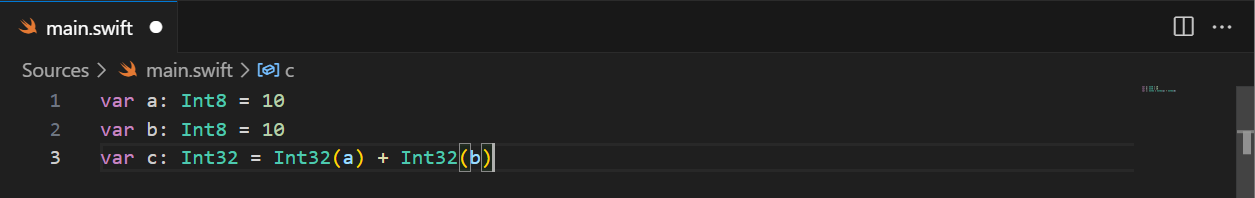 main.swift
Sources > main.swift > c
1 var a: Int8 = 10
2 var b: Int8 = 10
3 var c: Int32 = Int32(a) + Int32(b)